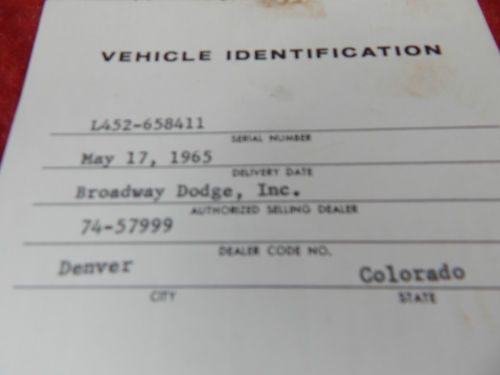 VEHICLE IDENTIFICATION
L452-658411
SERIAL NUMBER
May 17, 1965
DELIVERY DATE
Broadway Dodge, Inc.
AUTHORIZED SELLING DEALER
74-57999
DEALER CODE NO.
Denver Colorado
CITY STATE